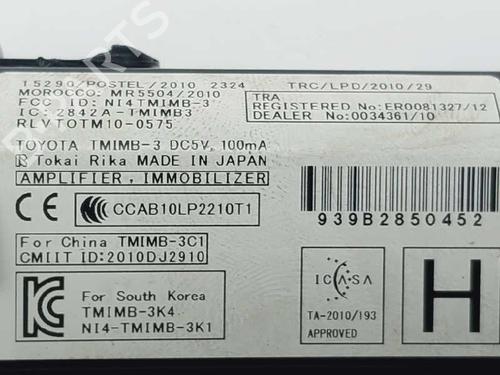 15290/POSTEL/2010 2324
MOROCCO: MR5504/2010
FCC ID: NI4TMIMB-3
IC: 2842A-TMIMB3
RLVTOTM10-0575
TRC/LPD/2010/29
TRA
REGISTERED No:ER0081327/12
DEALER No:0034361/10
TOYOTA TMIMB-3 DC5V, 100mA
Tokai Rika MADE IN JAPAN
AMPLIFIER, IMMOBILIZER
CE
CCAB10LP2210T1
939B2850452
For China TMIMB-3C1
CMIIT ID:2010DJ2910
For South Korea
TMIMB-3K4
NI4-TMIMB-3K1
ICASA
TA-2010/193
APPROVED
H